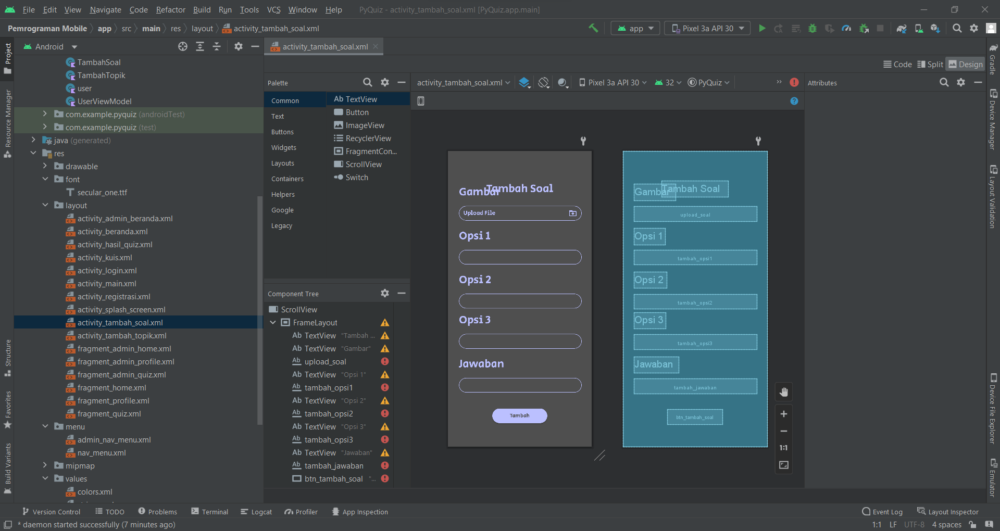 File Edit View Navigate Code Refactor Build Run Tools VCS Window Help PyQuiz - activity_tambah_soal.xml [PyQuiz.app.main]
Pemrograman Mobile app src main res layout activity_tambah_soal.xml app Pixel 3a API 30
Project
Resource Manager
Structure
Favorites
Build Variants
Android
TambahSoal
TambahTopik
user
UserViewModel
com.example.pyquiz (androidTest)
com.example.pyquiz (test)
java (generated)
res
drawable
font
secular_one.ttf
layout
activity_admin_beranda.xml
activity_beranda.xml
activity_hasil_quiz.xml
activity_kuis.xml
activity_login.xml
activity_main.xml
activity_registrasi.xml
activity_splash_screen.xml
activity_tambah_soal.xml
activity_tambah_topik.xml
fragment_admin_home.xml
fragment_admin_profile.xml
fragment_admin_quiz.xml
fragment_home.xml
fragment_profile.xml
fragment_quiz.xml
menu
admin_nav_menu.xml
nav_menu.xml
mipmap
values
colors.xml
activity_tambah_soal.xml
Code Split Design
Palette
Common
Text
Buttons
Widgets
Layouts
Containers
Helpers
Google
Legacy
Ab TextView
Button
ImageView
RecyclerView
FragmentCon...
ScrollView
Switch
Component Tree
ScrollView
FrameLayout
Ab TextView "Tambah ...
Ab TextView "Gambar"
Ab upload_soal
Ab TextView "Opsi 1"
Ab tambah_opsi1
Ab TextView "Opsi 2"
Ab tambah_opsi2
Ab TextView "Opsi 3"
Ab tambah_opsi3
Ab TextView "Jawaban"
Ab tambah_jawaban
btn_tambah_soal "...
activity_tambah_soal.xml Pixel 3a API 30 32 PyQuiz »
Tambah Soal
Gambar
Upload File
Opsi 1
Opsi 2
Opsi 3
Jawaban
Tambah
Tambah Soal
Gambar
upload_soal
Opsi 1
tambah_opsi1
Opsi 2
tambah_opsi2
Opsi 3
tambah_opsi3
Jawaban
tambah_jawaban
btn_tambah_soal
1:1
Attributes
Gradle
Device Manager
Layout Validation
Device File Explorer
Emulator
Version Control TODO Problems Terminal Logcat Profiler App Inspection Event Log Layout Inspector
* daemon started successfully (7 minutes ago) 1:1 LF UTF-8 4 spaces